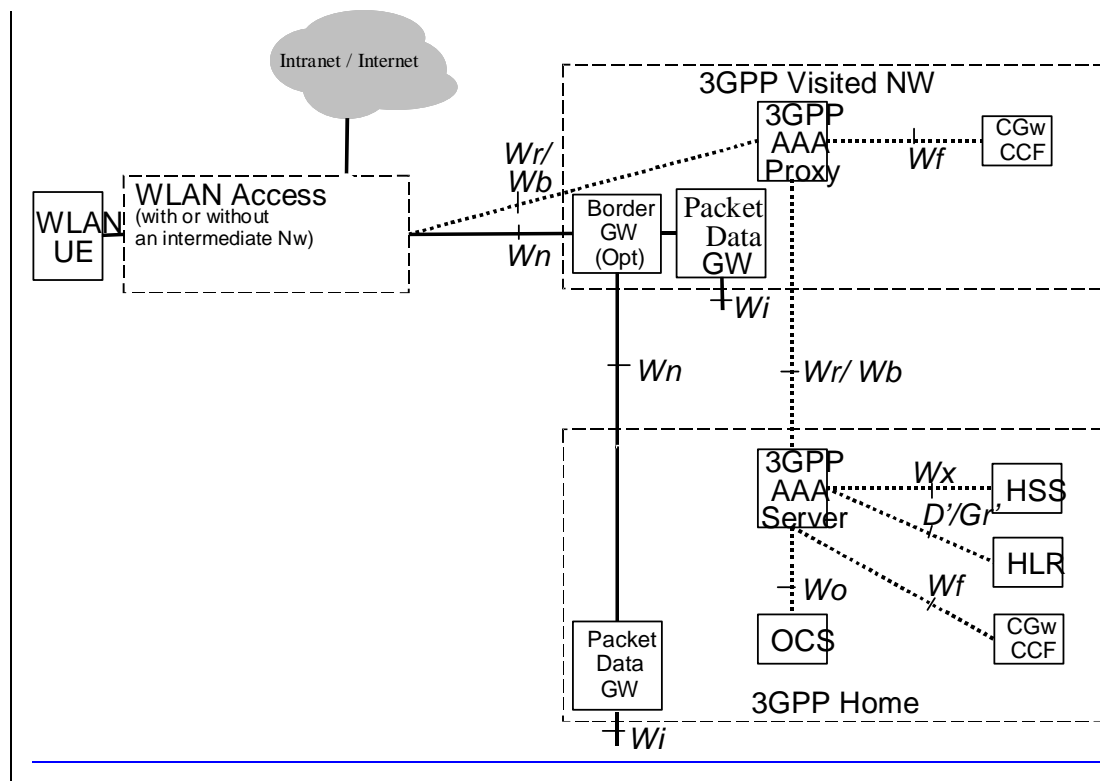 Intranet / Internet
3GPP Visited NW
3GPP
AAA
Proxy
Wf
CGw
CCF
Wr/
Wb
WLAN
UE
WLAN Access
(with or without
an intermediate Nw)
Wn
Border
GW
(Opt)
Packet
Data
GW
Wi
Wn
Wr/ Wb
3GPP
AAA
Server
Wx
D'/Gr'
HSS
HLR
Wf
Wo
OCS
CGw
CCF
Packet
Data
GW
3GPP Home
Wi